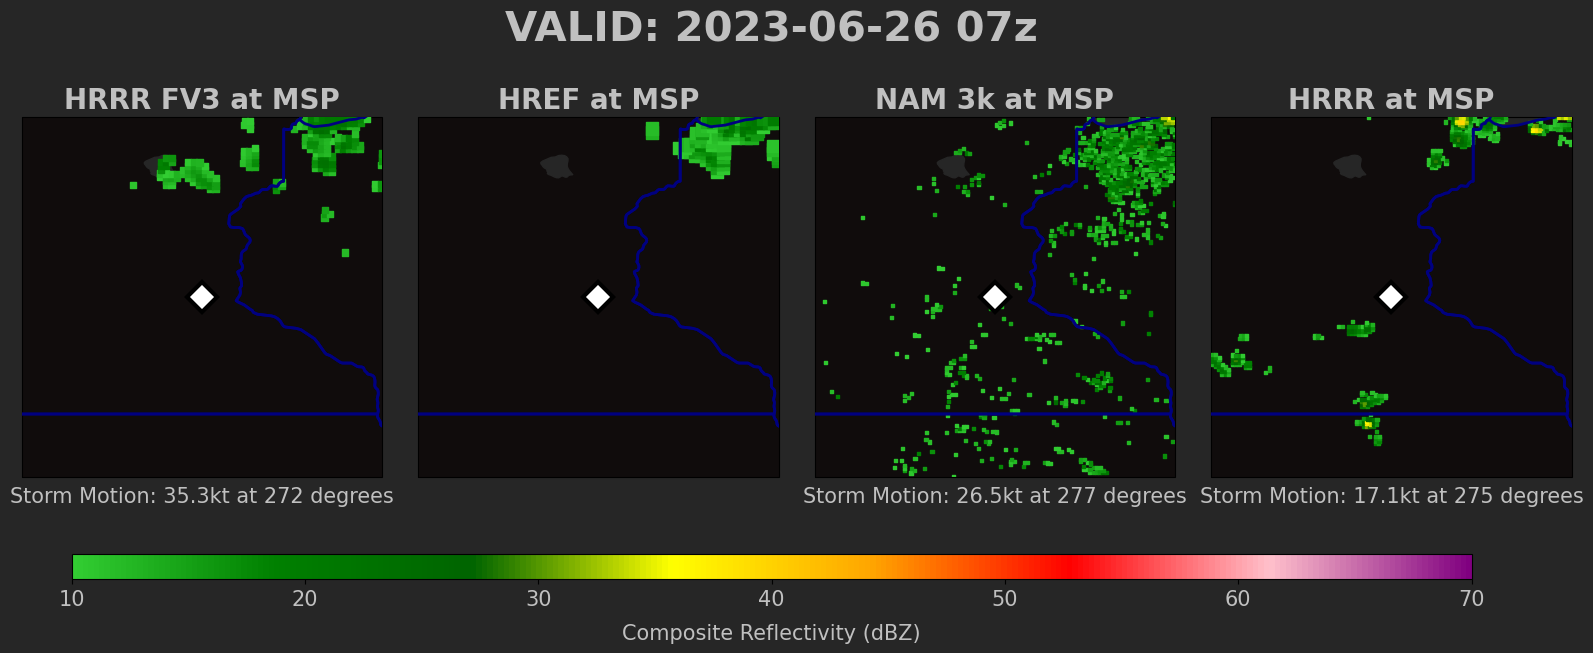 VALID: 2023-06-26 07z
HRRR FV3 at MSP
HREF at MSP
NAM 3k at MSP
HRRR at MSP
Storm Motion: 35.3kt at 272 degrees
Storm Motion: 26.5kt at 277 degrees
Storm Motion: 17.1kt at 275 degrees
10 20 30 40 50 60 70
Composite Reflectivity (dBZ)